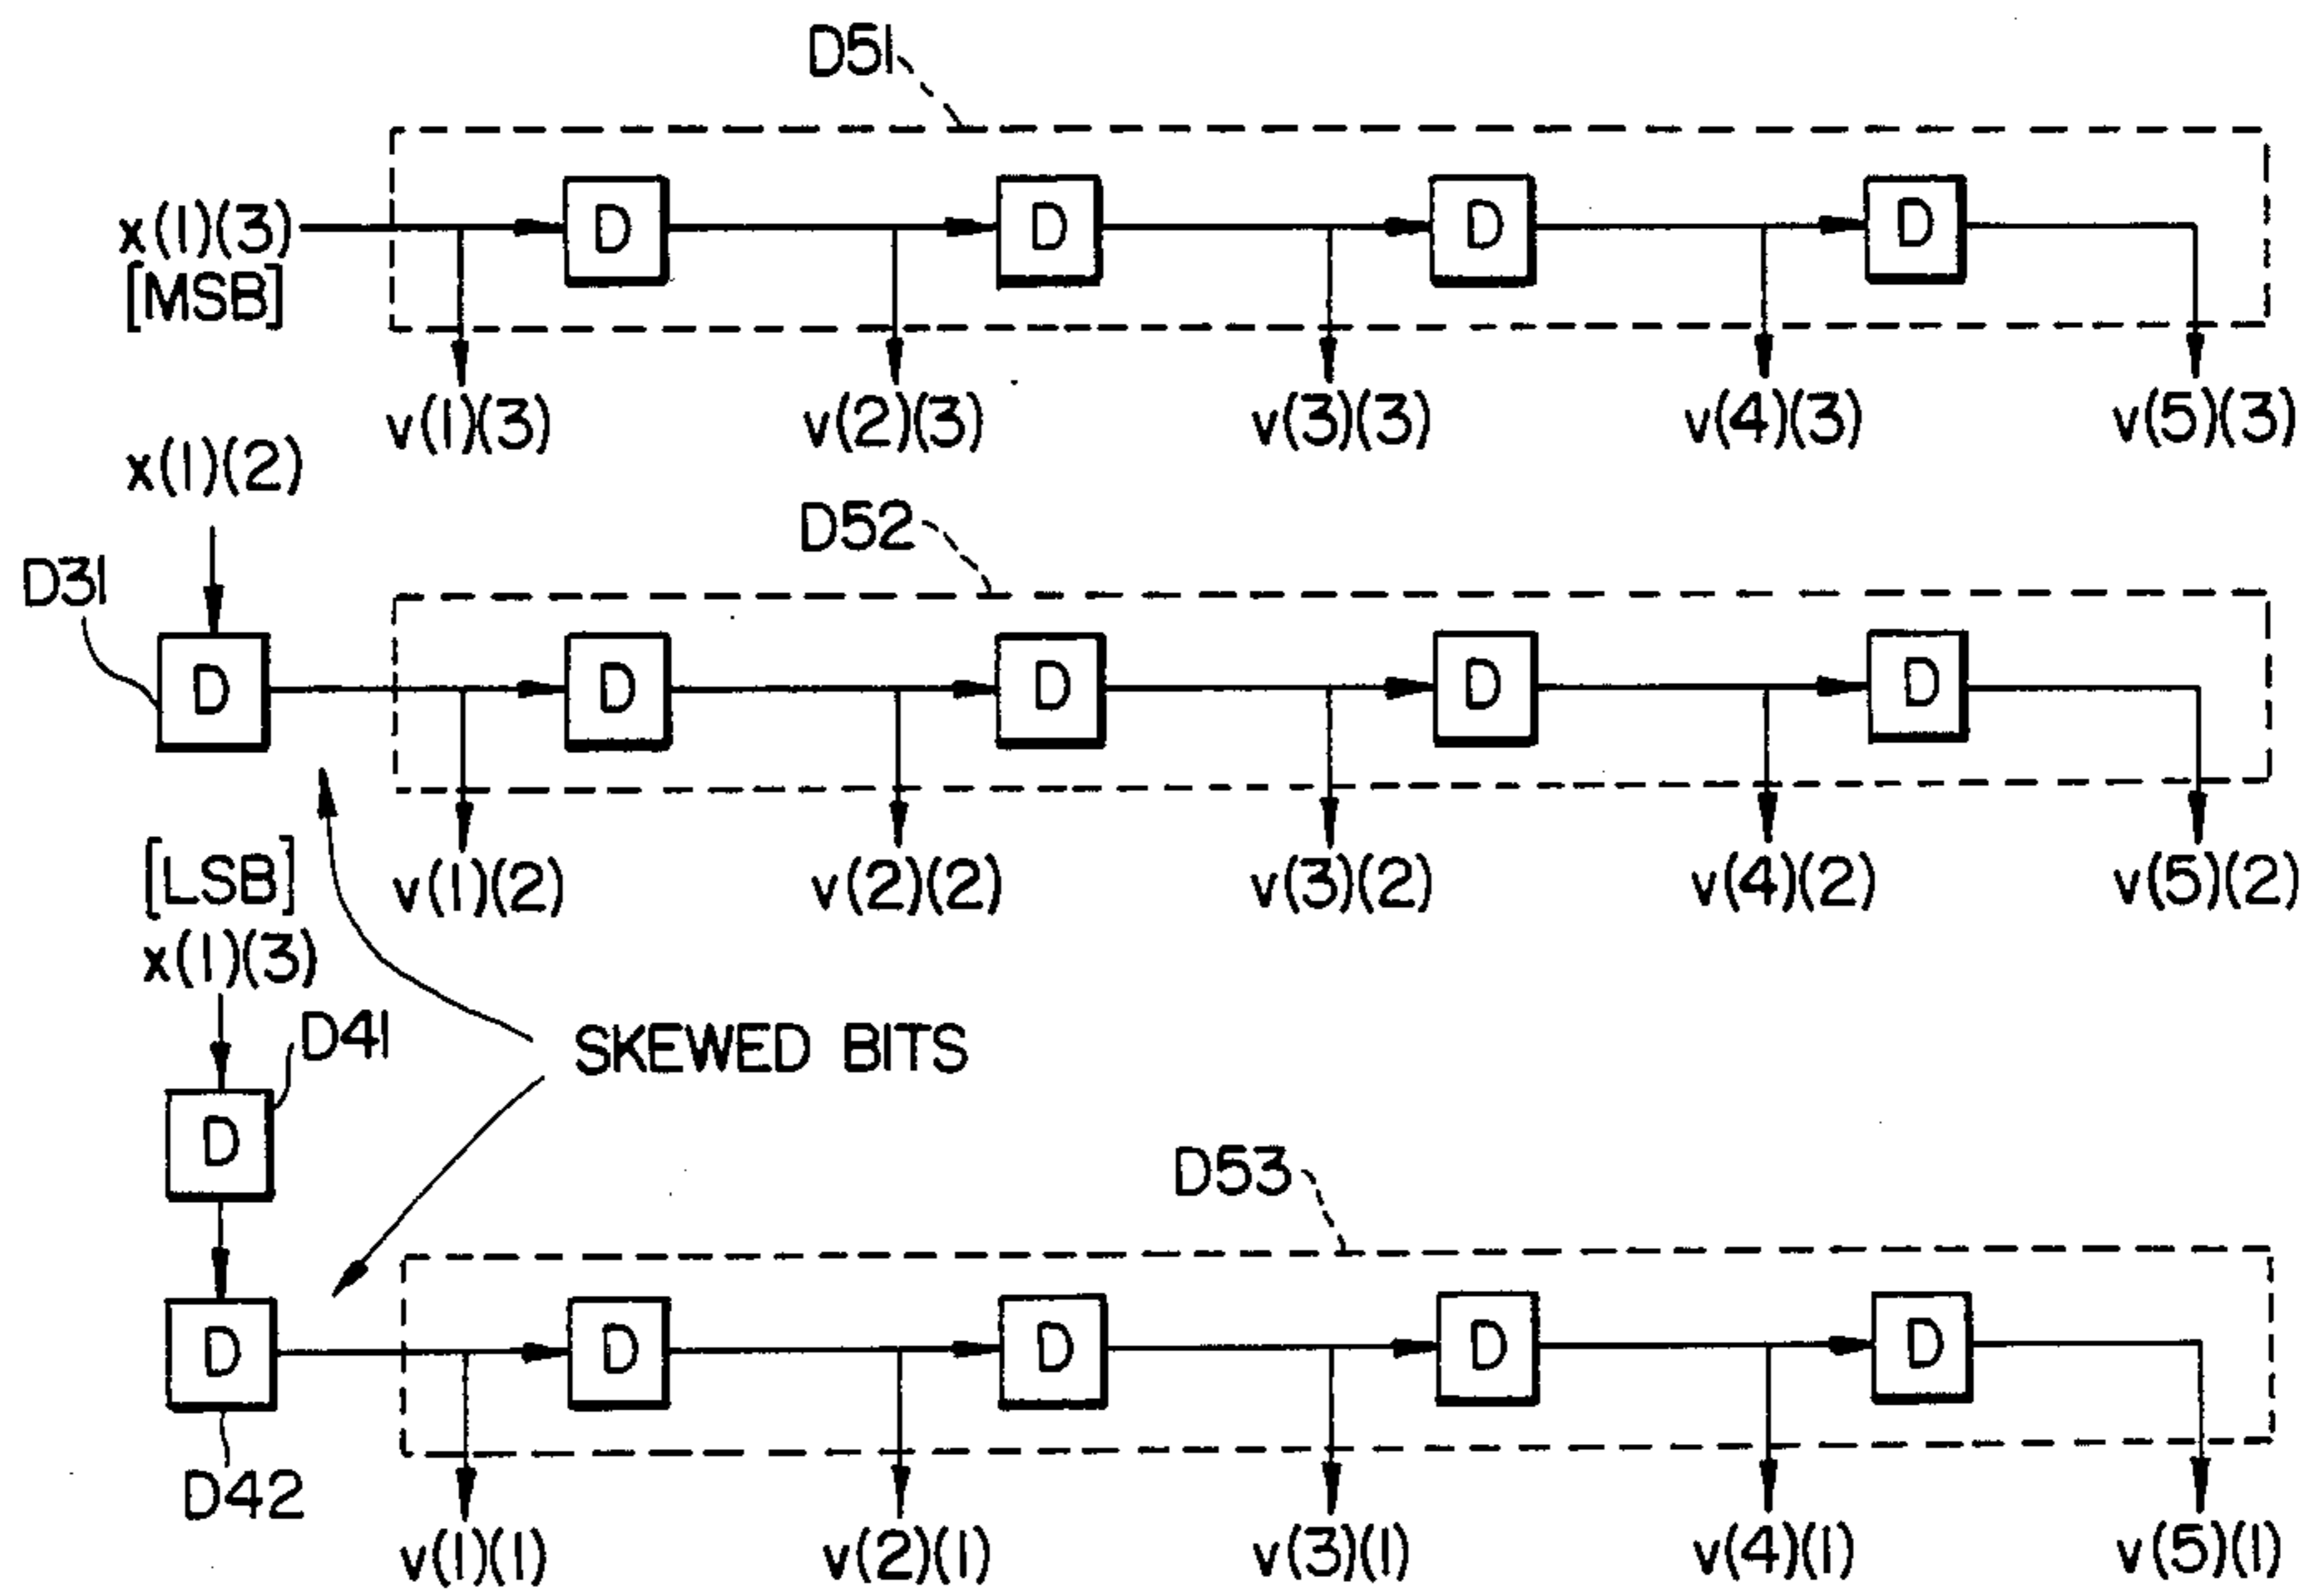 D51
x(1)(3)
[MSB]
D D D D
v(1)(3) v(2)(3) v(3)(3) v(4)(3) v(5)(3)
x(1)(2)
D52
D31
D D D D D
v(1)(2) v(2)(2) v(3)(2) v(4)(2) v(5)(2)
[LSB]
x(1)(3)
D41
SKEWED BITS
D
D53
D D D D D
D42
v(1)(1) v(2)(1) v(3)(1) v(4)(1) v(5)(1)